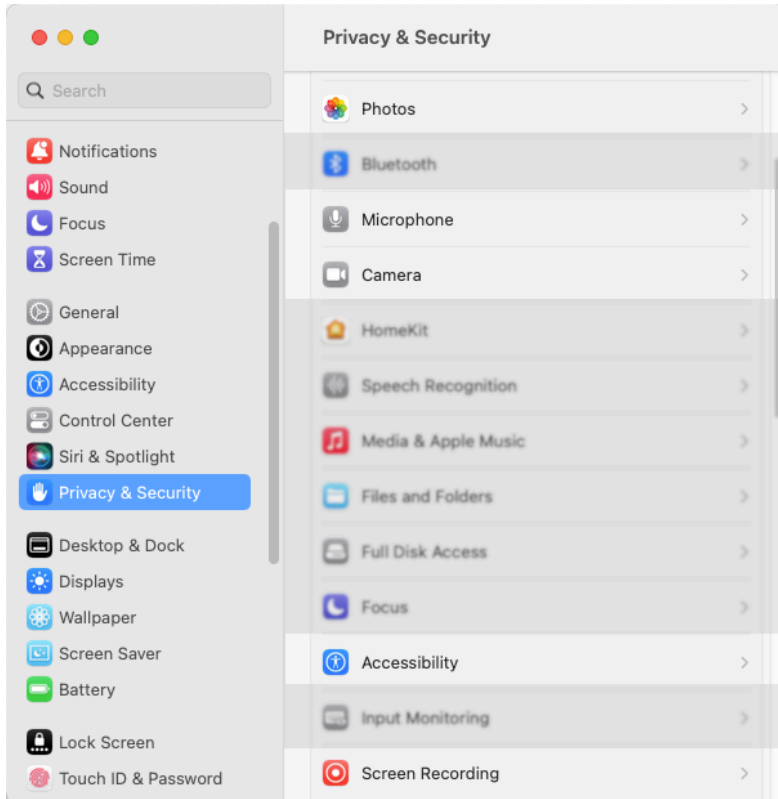 Privacy & Security
Search
Notifications
Sound
Focus
Screen Time
General
Appearance
Accessibility
Control Center
Siri & Spotlight
Privacy & Security
Desktop & Dock
Displays
Wallpaper
Screen Saver
Battery
Lock Screen
Touch ID & Password
Photos
Bluetooth
Microphone
Camera
HomeKit
Speech Recognition
Media & Apple Music
Files and Folders
Full Disk Access
Focus
Accessibility
Input Monitoring
Screen Recording